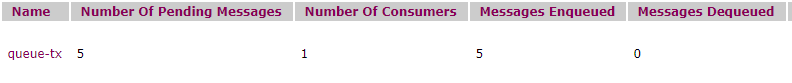 Name Number Of Pending Messages Number Of Consumers Messages Enqueued Messages Dequeued
queue-tx 5 1 5 0